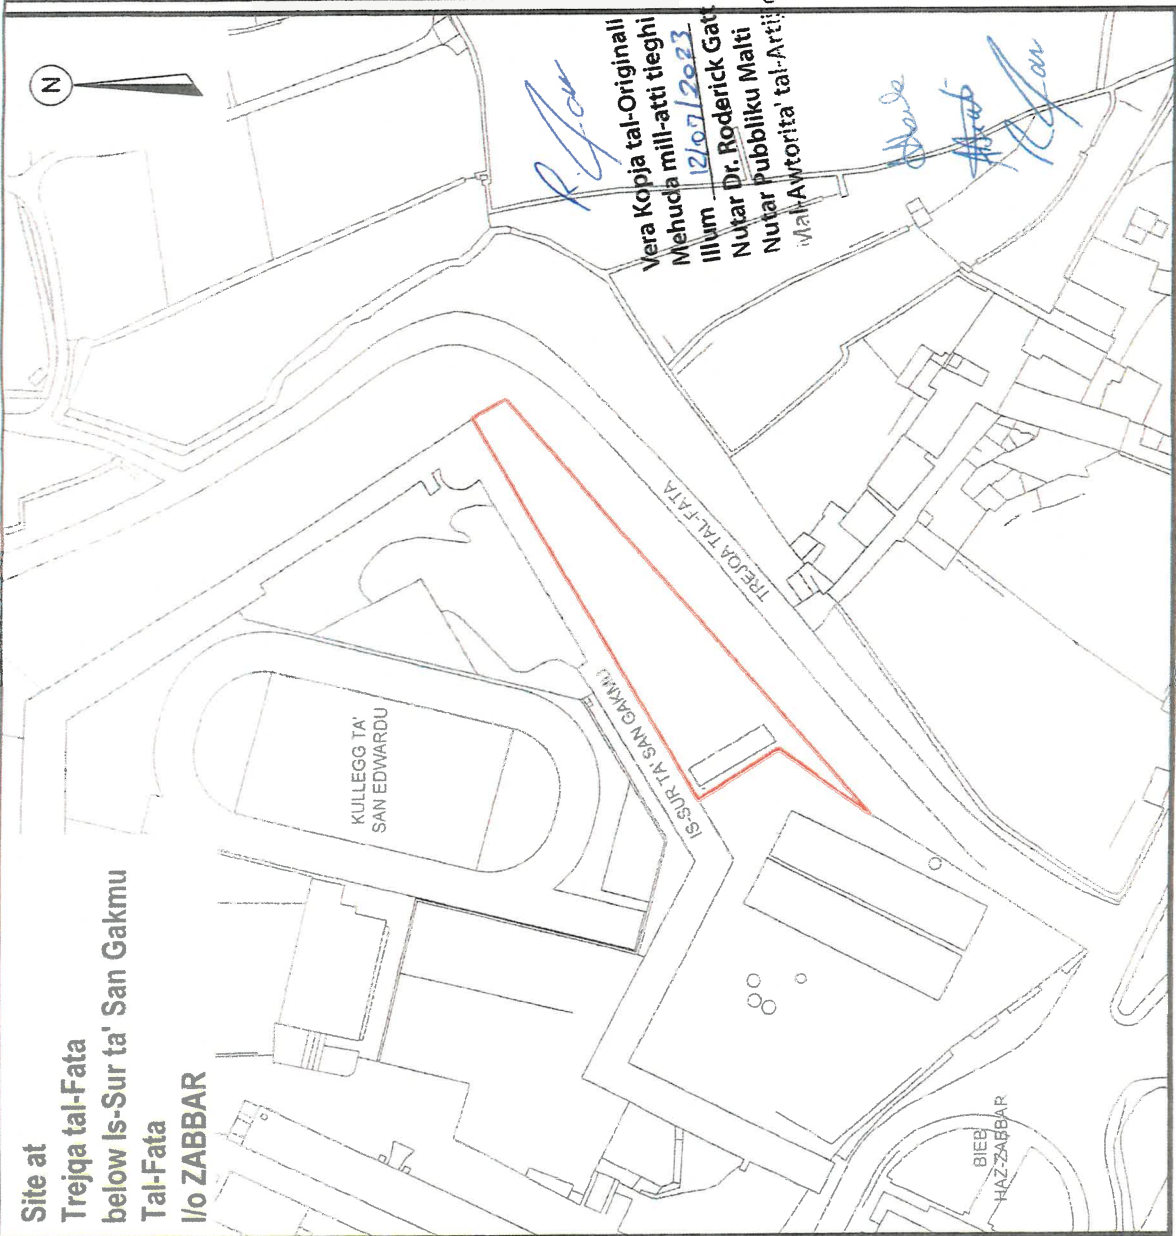 Site at
Trejqa tal-Fata
below Is-Sur ta' San Gakmu
Tal-Fata
l/o ZABBAR
N
Vera Kopja tal-Originali
Mehuda mill-atti tieghi
Illum 12/07/2023
Nutar Dr. Roderick Gatt
Nutar Pubbliku Malti
KULLEGG TA'
SAN EDWARDU
IS-SUR TA' SAN GAKMU
TREJQA TAL-FATA
BIEB
HAZ-ZABBAR